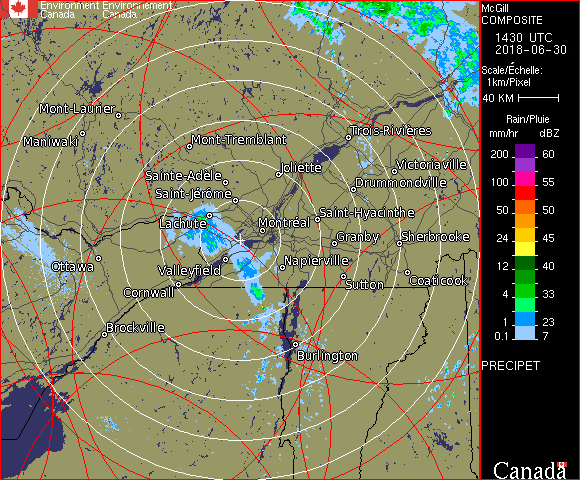 Environment Environnement
Canada Canada
McGill
COMPOSITE
1430 UTC
2018-06-30
Scale/Échelle:
1km/Pixel
40 KM
Rain/Pluie
mm/hr dBZ
200 60
150 57
100 55
50 50
24 45
12 40
4 33
1 23
0.1 7
PRECIPET
Canada
Mont-Laurier
Maniwaki
Mont-Tremblant
Trois-Rivières
Joliette
Victoriaville
Sainte-Adèle
Drummondville
Saint-Jérôme
Lachute
Saint-Hyacinthe
Montréal
Granby
Sherbrooke
Ottawa
Valleyfield
Napierville
Cornwall
Sutton
Coaticook
Brockville
Burlington